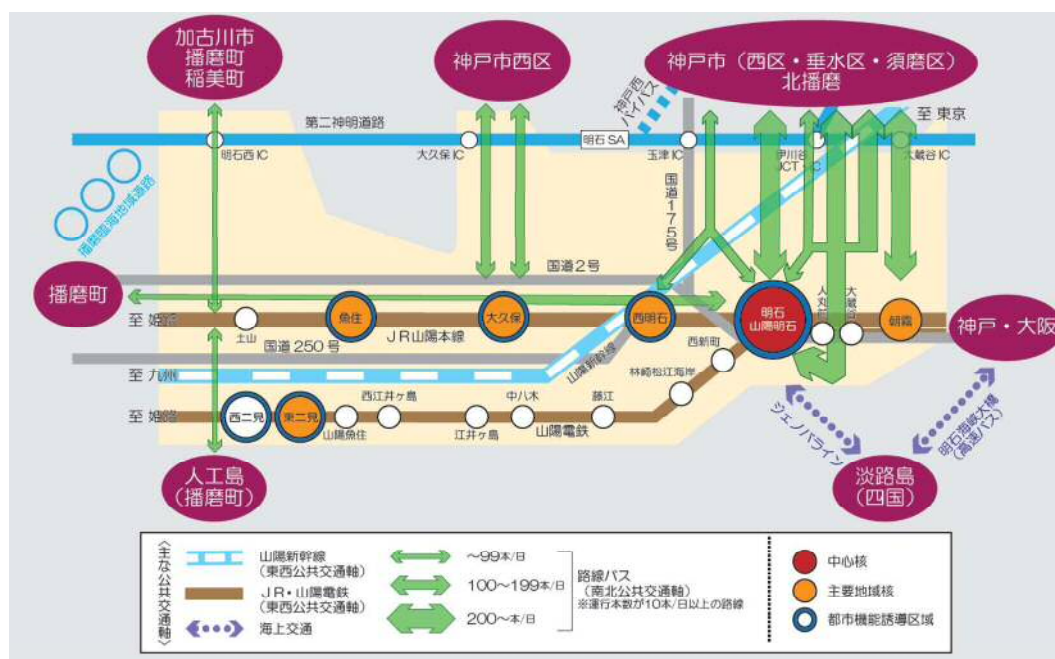 加古川市
播磨町
稲美町
神戸市西区
神戸市(西区・垂水区・須磨区)
北播磨
神戸西
バイパス
至 東京
第二神明道路
明石西IC
大久保IC
明石SA
玉津IC
伊川谷
JCT・IC
大蔵谷IC
播磨臨海地域道路
国道175号
国道2号
播磨町
至 姫路
土山
魚住
JR山陽本線
大久保
西明石
明石
山陽明石
人丸前
大蔵谷
朝霧
神戸・大阪
国道250号
西新町
山陽新幹線
林崎松江海岸
至 九州
至 姫路
西二見
東二見
山陽魚住
西江井ヶ島
江井ヶ島
中八木
山陽電鉄
藤江
ジェノバライン
明石海峡大橋
(高速バス)
人工島
(播磨町)
淡路島
(四国)
〈主な公共交通軸〉
山陽新幹線
(東西公共交通軸)
JR・山陽電鉄
(東西公共交通軸)
海上交通
~99本/日
100~199本/日
200~本/日
路線バス
(南北公共交通軸)
※運行本数が10本/日以上の路線
中心核
主要地域核
都市機能誘導区域